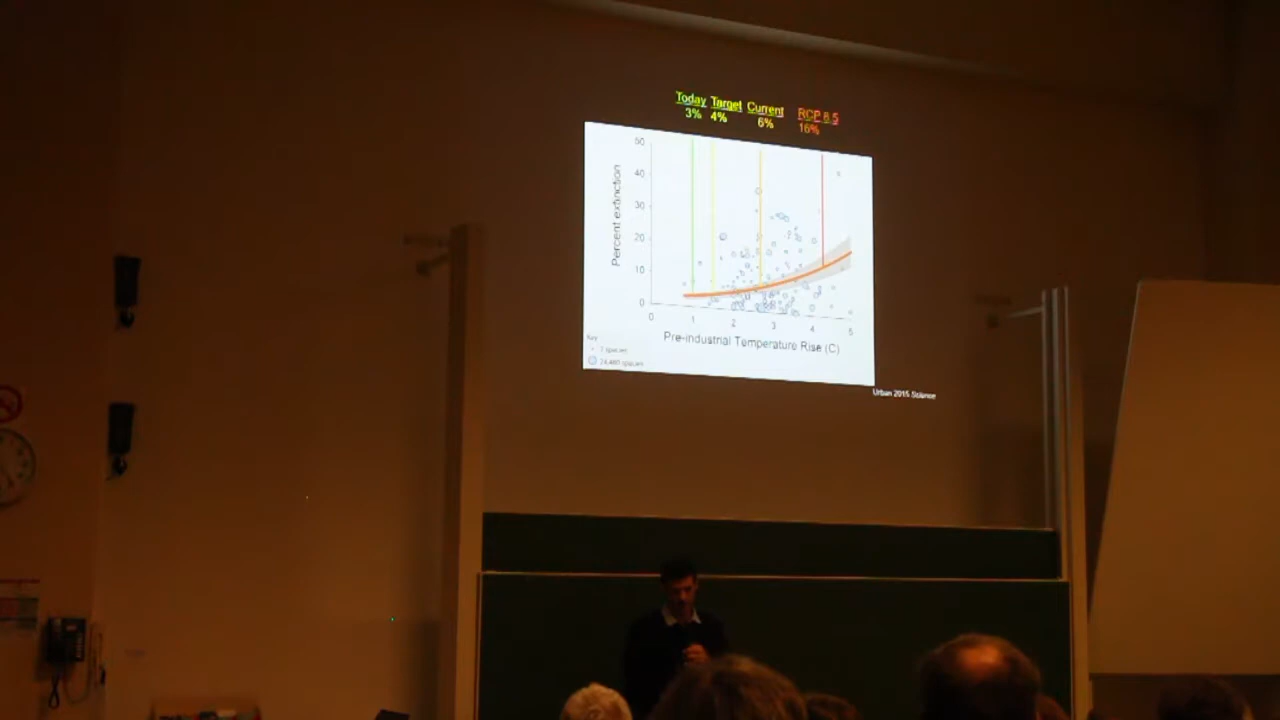 Today Target Current RCP 8.5
3% 4% 6% 16%
50
40
30
20
10
0
Percent extinction
0 1 2 3 4 5
Pre-industrial Temperature Rise (C)
Key
Urban 2015 Science